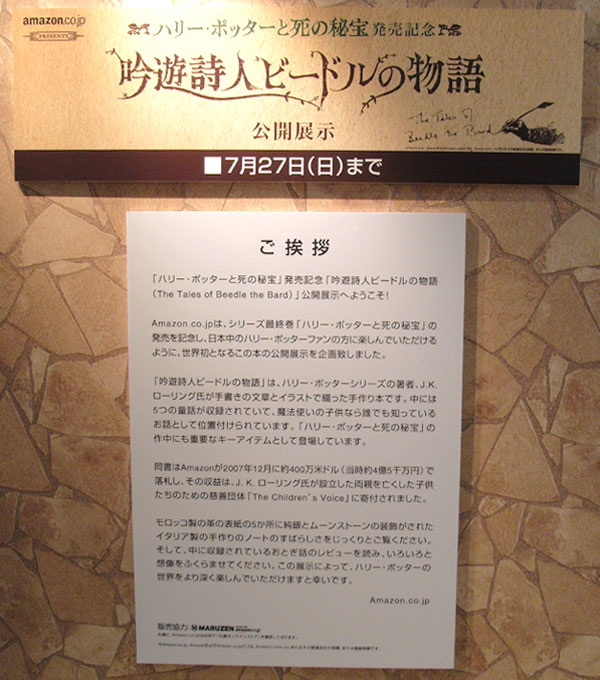 amazon.co.jp
PRESENTS
ハリー・ポッターと死の秘宝 発売記念
吟遊詩人ビードルの物語
公開展示
The Tales of
Beedle the Bard
■7月27日(日)まで
ご挨拶
「ハリー・ポッターと死の秘宝」発売記念「吟遊詩人ビードルの物語
(The Tales of Beedle the Bard)」公開展示へようこそ!
Amazon.co.jpは、シリーズ最終巻「ハリー・ポッターと死の秘宝」の
発売を記念し、日本中のハリー・ポッターファンの方に楽しんでいただける
ように、世界初となるこの本の公開展示を企画致しました。
「吟遊詩人ビードルの物語」は、ハリー・ポッターシリーズの著者、J.K.
ローリング氏が手書きの文章とイラストで綴った手作り本です。中には
5つの童話が収録されていて、魔法使いの子供なら誰でも知っている
お話として位置付けられています。「ハリー・ポッターと死の秘宝」の
作中にも重要なキーアイテムとして登場しています。
同書はAmazonが2007年12月に約400万米ドル(当時約4億5千万円)で
落札し、その収益は、J. K. ローリング氏が設立した両親を亡くした子供
たちのための慈善団体「The Children's Voice」に寄付されました。
モロッコ製の革の表紙の5か所に純銀とムーンストーンの装飾がされた
イタリア製の手作りのノートのすばらしさをじっくりとご覧ください。
そして、中に収録されているおとぎ話のレビューを読み、いろいろと
想像をふくらませてください。この展示によって、ハリー・ポッターの
世界をより深く楽しんでいただけますと幸いです。
Amazon.co.jp
販売協力: MARUZEN